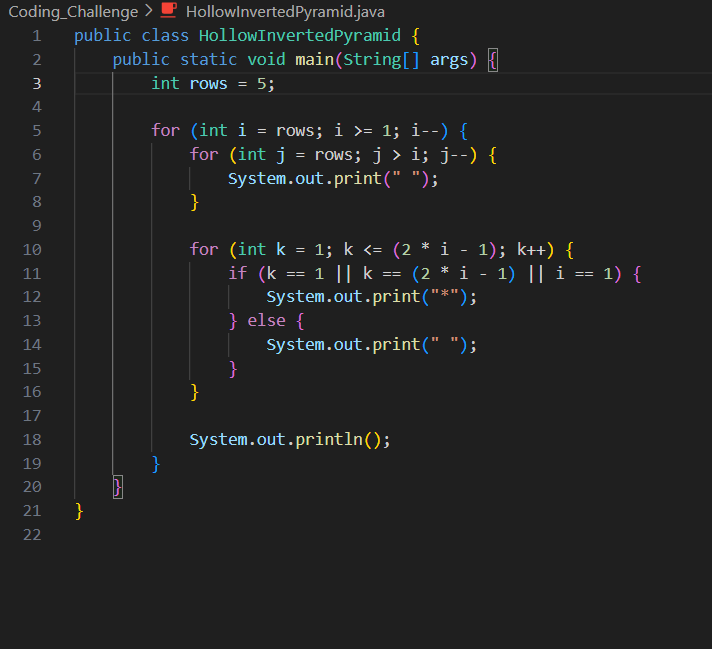 Coding_Challenge > HollowInvertedPyramid.java
1 public class HollowInvertedPyramid {
2     public static void main(String[] args) {
3         int rows = 5;
4
5         for (int i = rows; i >= 1; i--) {
6             for (int j = rows; j > i; j--) {
7                 System.out.print(" ");
8             }
9
10             for (int k = 1; k <= (2 * i - 1); k++) {
11                 if (k == 1 || k == (2 * i - 1) || i == 1) {
12                     System.out.print("*");
13                 } else {
14                     System.out.print(" ");
15                 }
16             }
17
18             System.out.println();
19         }
20     }
21 }
22